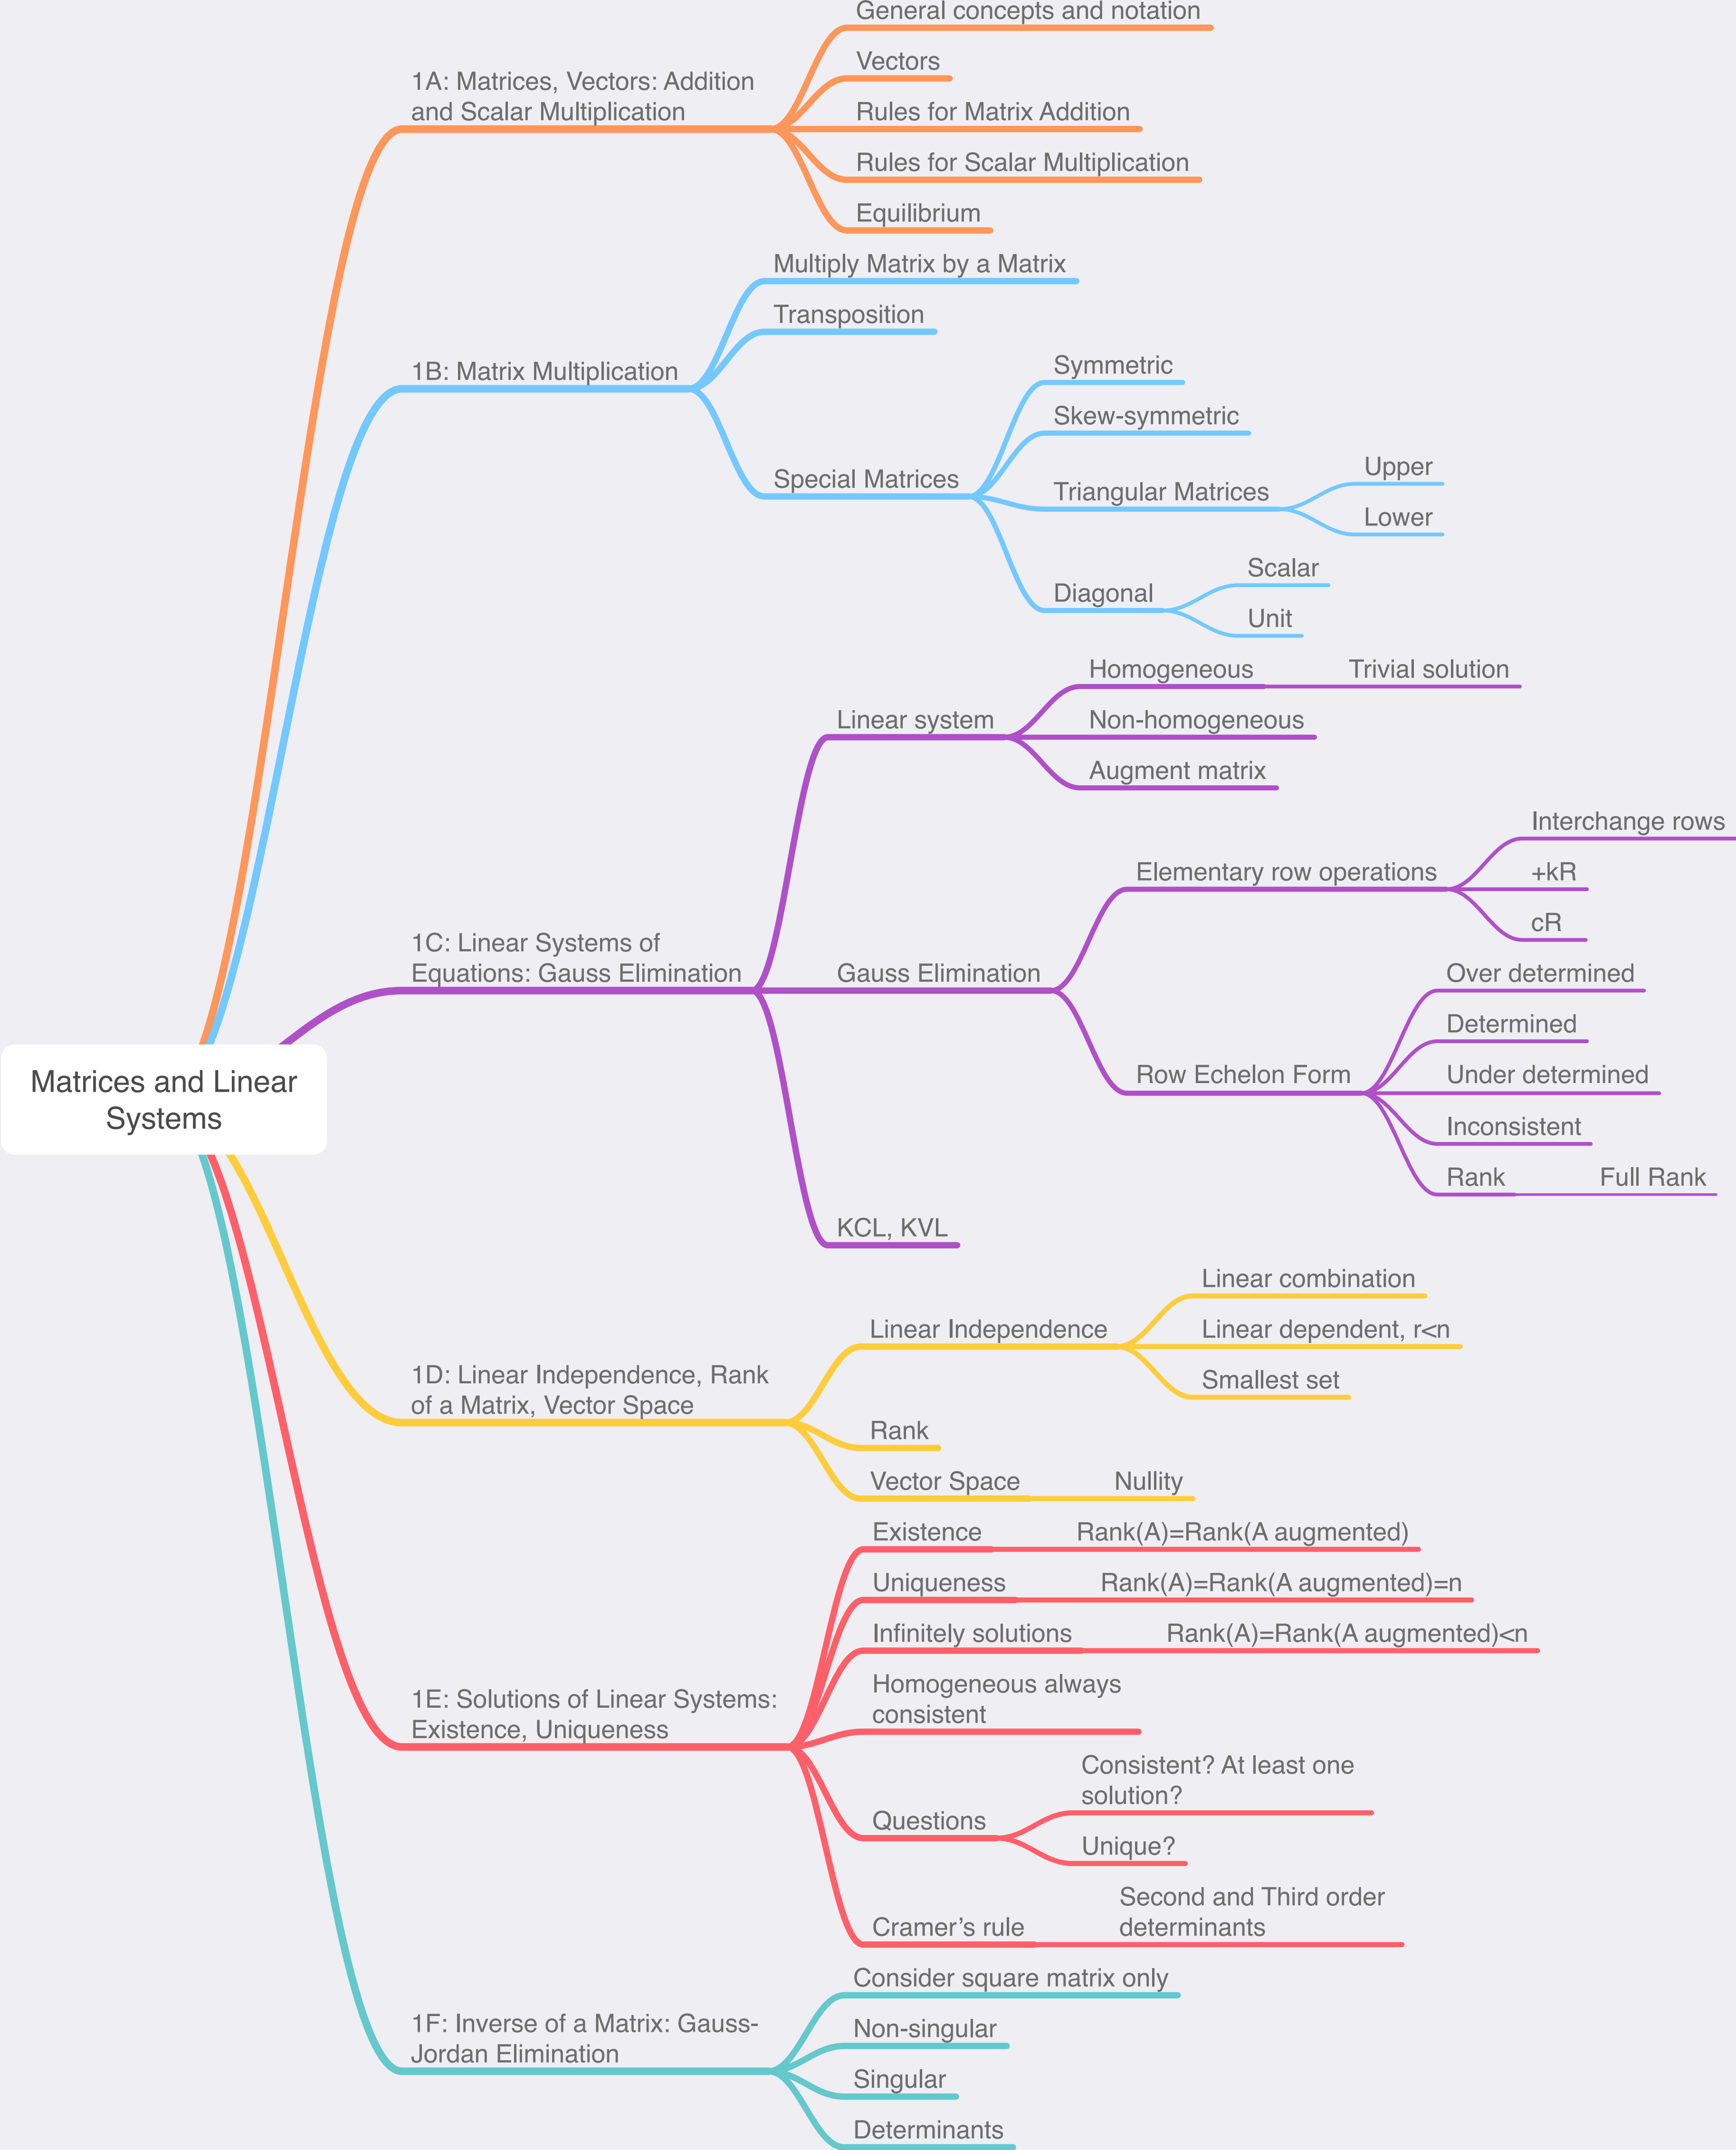 General concepts and notation
Vectors
1A: Matrices, Vectors: Addition
and Scalar Multiplication
Rules for Matrix Addition
Rules for Scalar Multiplication
Equilibrium
Multiply Matrix by a Matrix
Transposition
1B: Matrix Multiplication
Symmetric
Skew-symmetric
Special Matrices
Triangular Matrices
Upper
Lower
Diagonal
Scalar
Unit
Homogeneous
Trivial solution
Linear system
Non-homogeneous
Augment matrix
Interchange rows
Elementary row operations
+kR
cR
1C: Linear Systems of
Equations: Gauss Elimination
Gauss Elimination
Over determined
Determined
Row Echelon Form
Under determined
Inconsistent
Rank
Full Rank
KCL, KVL
Matrices and Linear
Systems
Linear combination
Linear Independence
Linear dependent, r<n
Smallest set
1D: Linear Independence, Rank
of a Matrix, Vector Space
Rank
Vector Space
Nullity
Existence
Rank(A)=Rank(A augmented)
Uniqueness
Rank(A)=Rank(A augmented)=n
Infinitely solutions
Rank(A)=Rank(A augmented)<n
1E: Solutions of Linear Systems:
Existence, Uniqueness
Homogeneous always
consistent
Consistent? At least one
solution?
Questions
Unique?
Cramer’s rule
Second and Third order
determinants
Consider square matrix only
1F: Inverse of a Matrix: Gauss-
Jordan Elimination
Non-singular
Singular
Determinants